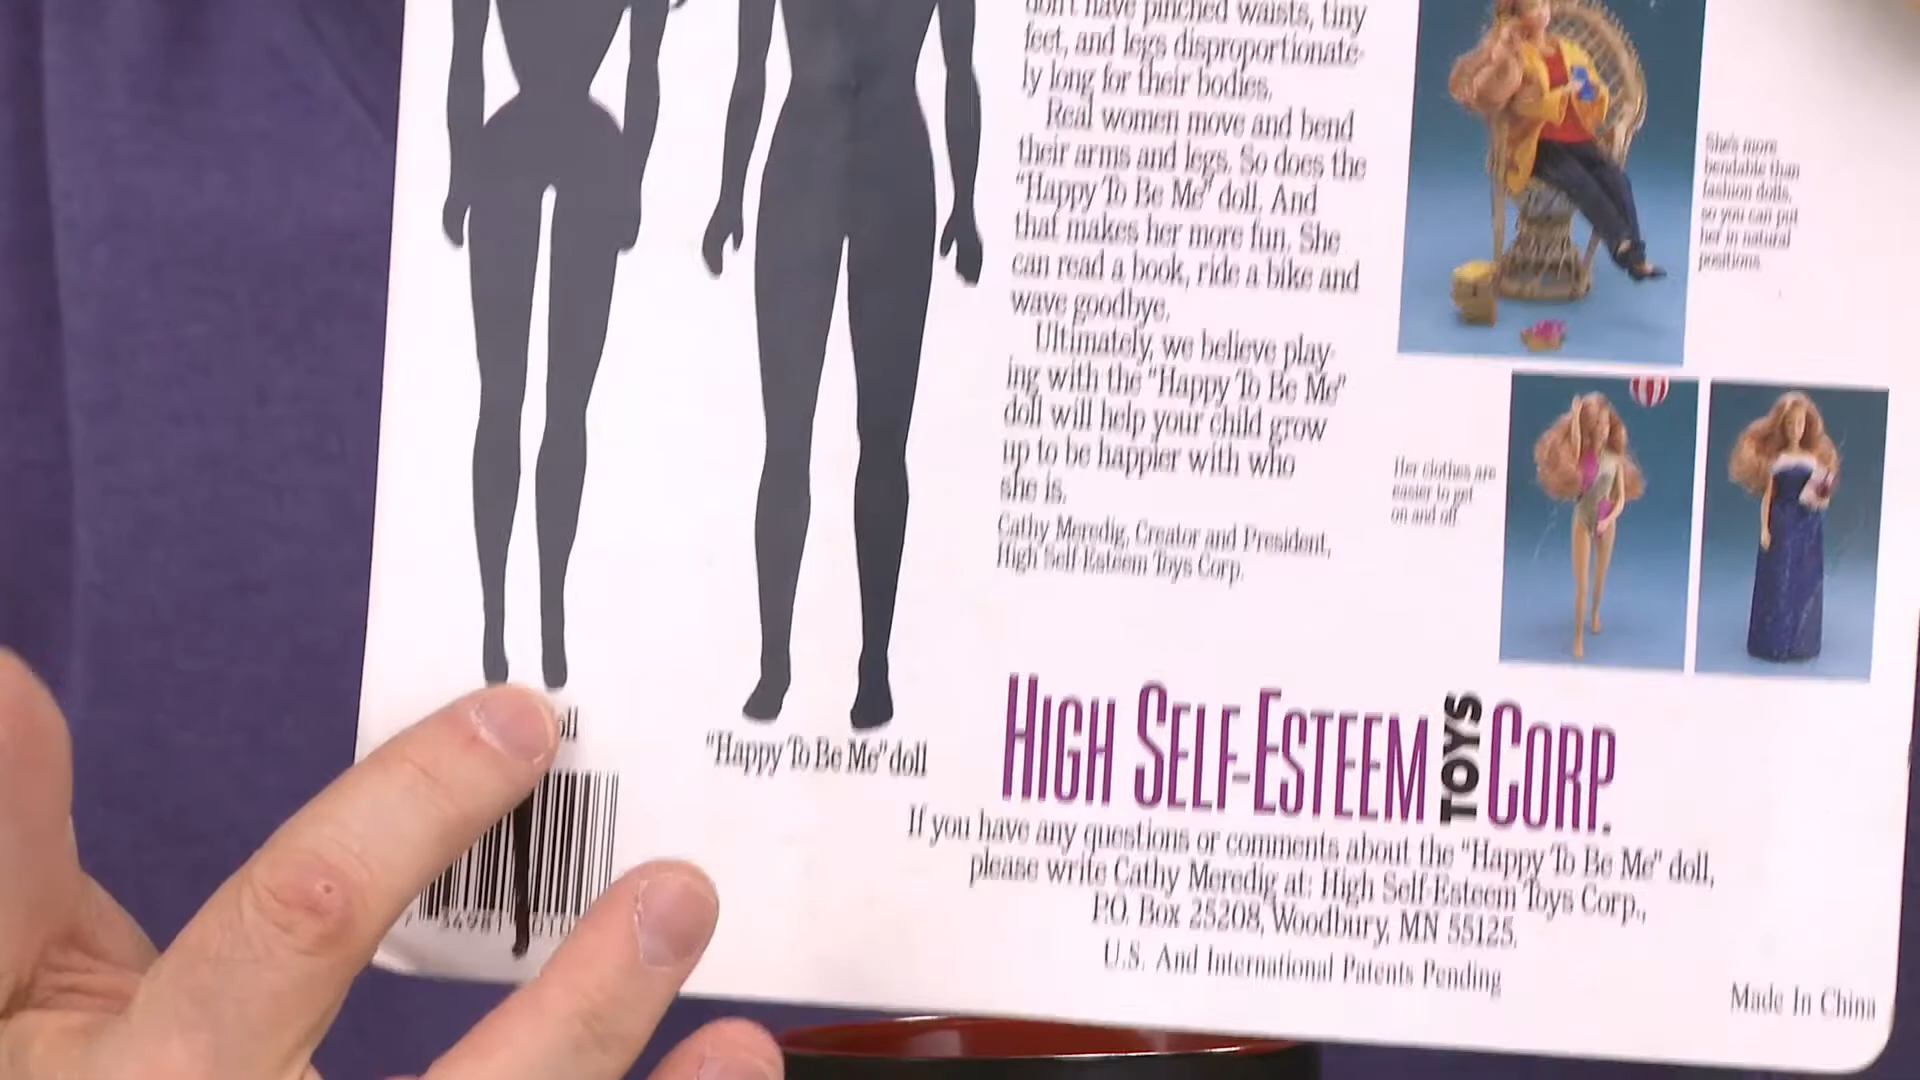 don't have pinched waists, tiny
feet, and legs disproportionate-
ly long for their bodies.
Real women move and bend
their arms and legs. So does the
"Happy To Be Me" doll. And
that makes her more fun. She
can read a book, ride a bike and
wave goodbye.
Ultimately, we believe play-
ing with the "Happy To Be Me"
doll will help your child grow
up to be happier with who
she is.
Cathy Meredig, Creator and President,
High Self-Esteem Toys Corp.
She's more
bendable than
fashion dolls,
so you can put
her in natural
positions.
Her clothes are
easier to get
on and off.
"Happy To Be Me" doll
HIGH SELF-ESTEEM TOYS CORP.
If you have any questions or comments about the "Happy To Be Me" doll,
please write Cathy Meredig at: High Self-Esteem Toys Corp.,
P.O. Box 25208, Woodbury, MN 55125.
U.S. And International Patents Pending
Made In China